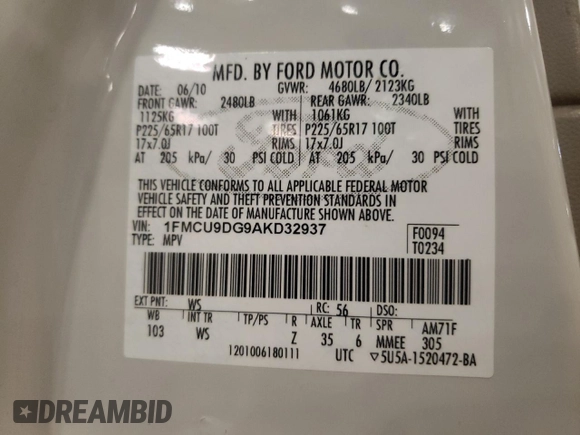 MFD. BY FORD MOTOR CO.
DATE: 06/10 GVWR: 4680LB/ 2123KG
FRONT GAWR: 2480LB REAR GAWR: 2340LB
1125KG WITH 1061KG WITH
P225/65R17 100T TIRES P225/65R17 100T TIRES
17x7.0J RIMS 17x7.0J RIMS
AT 205 kPa/ 30 PSI COLD AT 205 kPa/ 30 PSI COLD
THIS VEHICLE CONFORMS TO ALL APPLICABLE FEDERAL MOTOR
VEHICLE SAFETY AND THEFT PREVENTION STANDARDS IN
EFFECT ON THE DATE OF MANUFACTURE SHOWN ABOVE.
VIN: 1FMCU9DG9AKD32937 F0094
TYPE: MPV T0234
EXT PNT: WS RC: 56 DSO:
WB INT TR TP/PS R AXLE TR SPR AM71F
103 WS Z 35 6 MMEE 305
1201006180111 UTC ▽5U5A-1520472-BA
Ford
DREAMBID